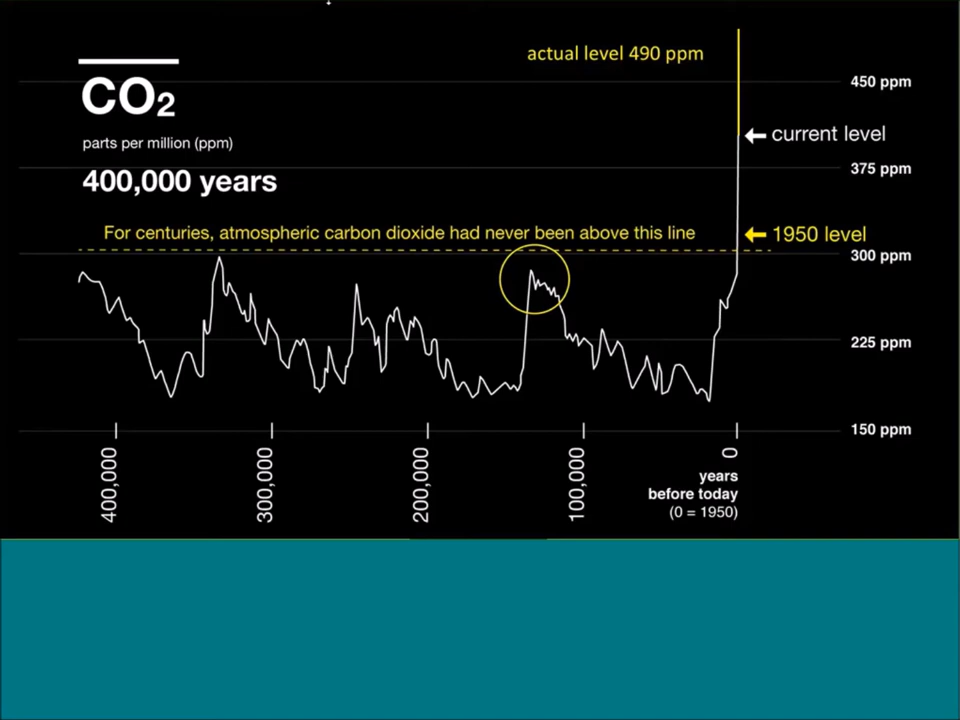 actual level 490 ppm
CO2
parts per million (ppm)
400,000 years
450 ppm
current level
375 ppm
For centuries, atmospheric carbon dioxide had never been above this line
1950 level
300 ppm
225 ppm
150 ppm
400,000
300,000
200,000
100,000
0
years
before today
(0 = 1950)